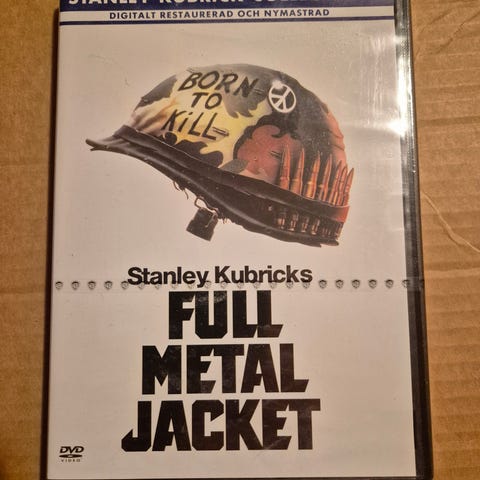 DIGITALT RESTAURERAD OCH NYMASTRAD
BORN
TO
KILL
Stanley Kubricks
FULL
METAL
JACKET
DVD
VIDEO